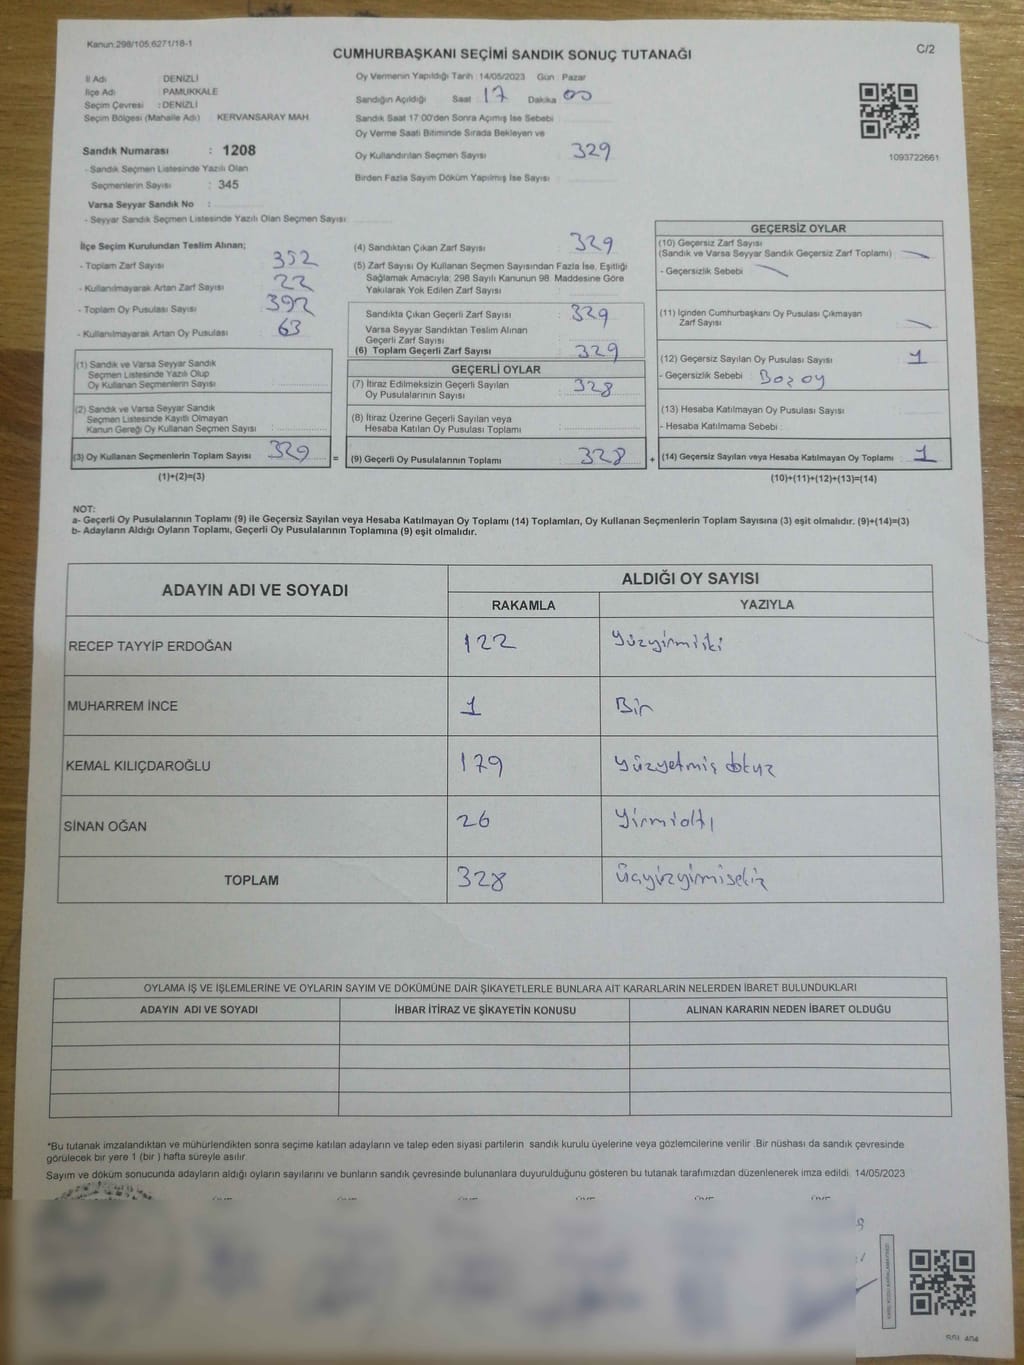 Kanun:298/105,6271/18-1
CUMHURBAŞKANI SEÇİMİ SANDIK SONUÇ TUTANAĞI
C/2
İl Adı DENİZLİ
İlçe Adı PAMUKKALE
Seçim Çevresi : DENİZLİ
Seçim Bölgesi (Mahalle Adı) KERVANSARAY MAH.
Oy Vermenin Yapıldığı Tarih : 14/05/2023 Gün : Pazar
Sandığın Açıldığı Saat 17 Dakika 00
Sandık Saat 17:00'den Sonra Açımış İse Sebebi
Oy Verme Saati Bitiminde Sırada Bekleyen ve
Oy Kullandırılan Seçmen Sayısı 329
Birden Fazla Sayım Döküm Yapılmış İse Sayısı
1093722661
Sandık Numarası : 1208
- Sandık Seçmen Listesinde Yazılı Olan
Seçmenlerin Sayısı : 345
Varsa Seyyar Sandık No :
- Seyyar Sandık Seçmen Listesinde Yazılı Olan Seçmen Sayısı
İlçe Seçim Kurulundan Teslim Alınan;
- Toplam Zarf Sayısı 352
- Kullanılmayarak Artan Zarf Sayısı 22
- Toplam Oy Pusulası Sayısı 392
- Kullanılmayarak Artan Oy Pusulası 63
(1) Sandık ve Varsa Seyyar Sandık
Seçmen Listesinde Yazılı Olup
Oy Kullanan Seçmenlerin Sayısı
(2) Sandık ve Varsa Seyyar Sandık
Seçmen Listesinde Kayıtlı Olmayan
Kanun Gereği Oy Kullanan Seçmen Sayısı :
(3) Oy Kullanan Seçmenlerin Toplam Sayısı 329
(1)+(2)=(3)
(4) Sandıktan Çıkan Zarf Sayısı 329
(5) Zarf Sayısı Oy Kullanan Seçmen Sayısından Fazla İse, Eşitliği
Sağlamak Amacıyla; 298 Sayılı Kanunun 98. Maddesine Göre
Yakılarak Yok Edilen Zarf Sayısı
Sandıkta Çıkan Geçerli Zarf Sayısı : 329
Varsa Seyyar Sandıktan Teslim Alınan
Geçerli Zarf Sayısı
(6) Toplam Geçerli Zarf Sayısı 329
GEÇERLİ OYLAR
(7) İtiraz Edilmeksizin Geçerli Sayılan
Oy Pusulalarının Sayısı : 328
(8) İtiraz Üzerine Geçerli Sayılan veya
Hesaba Katılan Oy Pusulası Toplamı
=
(9) Geçerli Oy Pusulalarının Toplamı 328
+
GEÇERSİZ OYLAR
(10) Geçersiz Zarf Sayısı
(Sandık ve Varsa Seyyar Sandık Geçersiz Zarf Toplamı)
- Geçersizlik Sebebi :
(11) İçinden Cumhurbaşkanı Oy Pusulası Çıkmayan
Zarf Sayısı
(12) Geçersiz Sayılan Oy Pusulası Sayısı 1
- Geçersizlik Sebebi : Boz oy
(13) Hesaba Katılmayan Oy Pusulası Sayısı
- Hesaba Katılmama Sebebi :
(14) Geçersiz Sayılan veya Hesaba Katılmayan Oy Toplamı 1
(10)+(11)+(12)+(13)=(14)
NOT:
a- Geçerli Oy Pusulalarının Toplamı (9) ile Geçersiz Sayılan veya Hesaba Katılmayan Oy Toplamı (14) Toplamları, Oy Kullanan Seçmenlerin Toplam Sayısına (3) eşit olmalıdır. (9)+(14)=(3)
b- Adayların Aldığı Oyların Toplamı, Geçerli Oy Pusulalarının Toplamına (9) eşit olmalıdır.
ADAYIN ADI VE SOYADI ALDIĞI OY SAYISI
RAKAMLA YAZIYLA
RECEP TAYYİP ERDOĞAN 122 Yüzyirmiiki
MUHARREM İNCE 1 Bir
KEMAL KILIÇDAROĞLU 179 Yüzyetmiş dokuz
SİNAN OĞAN 26 Yirmialtı
TOPLAM 328 Üçyüzyirmisekiz
OYLAMA İŞ VE İŞLEMLERİNE VE OYLARIN SAYIM VE DÖKÜMÜNE DAİR ŞİKAYETLERLE BUNLARA AİT KARARLARIN NELERDEN İBARET BULUNDUKLARI
ADAYIN ADI VE SOYADI İHBAR İTİRAZ VE ŞİKAYETİN KONUSU ALINAN KARARIN NEDEN İBARET OLDUĞU
*Bu tutanak imzalandıktan ve mühürlendikten sonra seçime katılan adayların ve talep eden siyasi partilerin sandık kurulu üyelerine veya gözlemcilerine verilir. Bir nüshası da sandık çevresinde
görülecek bir yere 1 (bir ) hafta süreyle asılır.
Sayım ve döküm sonucunda adayların aldığı oyların sayılarını ve bunların sandık çevresinde bulunanlara duyurulduğunu gösteren bu tutanak tarafımızdan düzenlenerek imza edildi. 14/05/2023